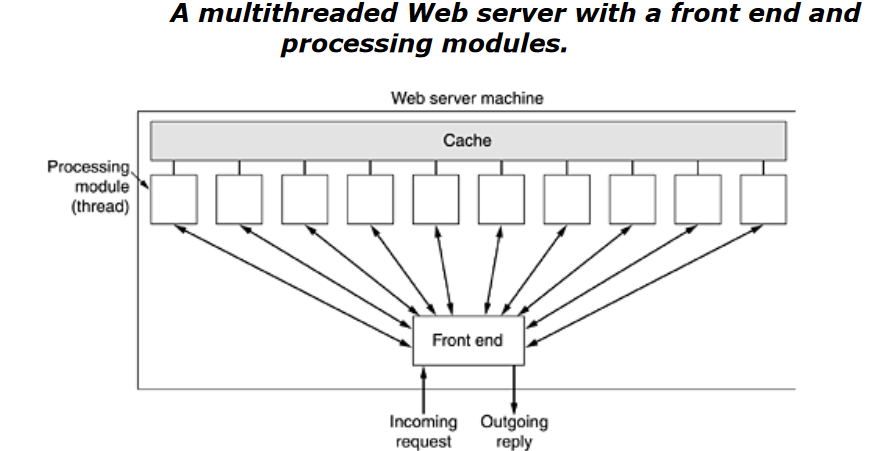 A multithreaded Web server with a front end and
processing modules.
Web server machine
Cache
Processing
module
(thread)
Front end
Incoming
request
Outgoing
reply